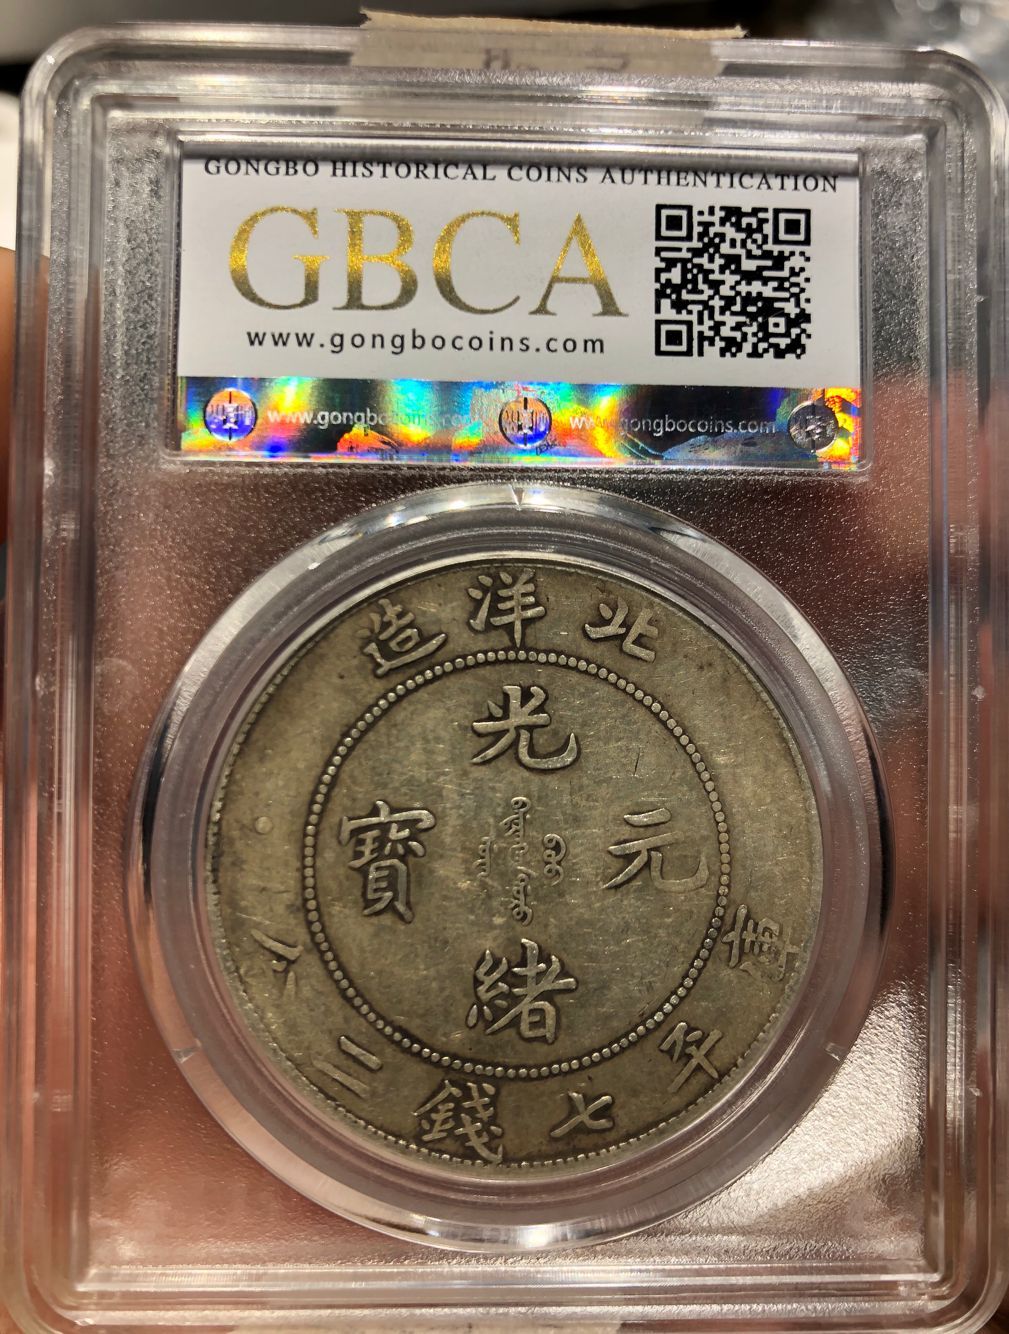 GONGBO HISTORICAL COINS AUTHENTICATION
GBCA
www.gongbocoins.com
www.gongbocoins.com
www.gongbocoins.com
北洋造
光緒元寶
庫平七錢二分